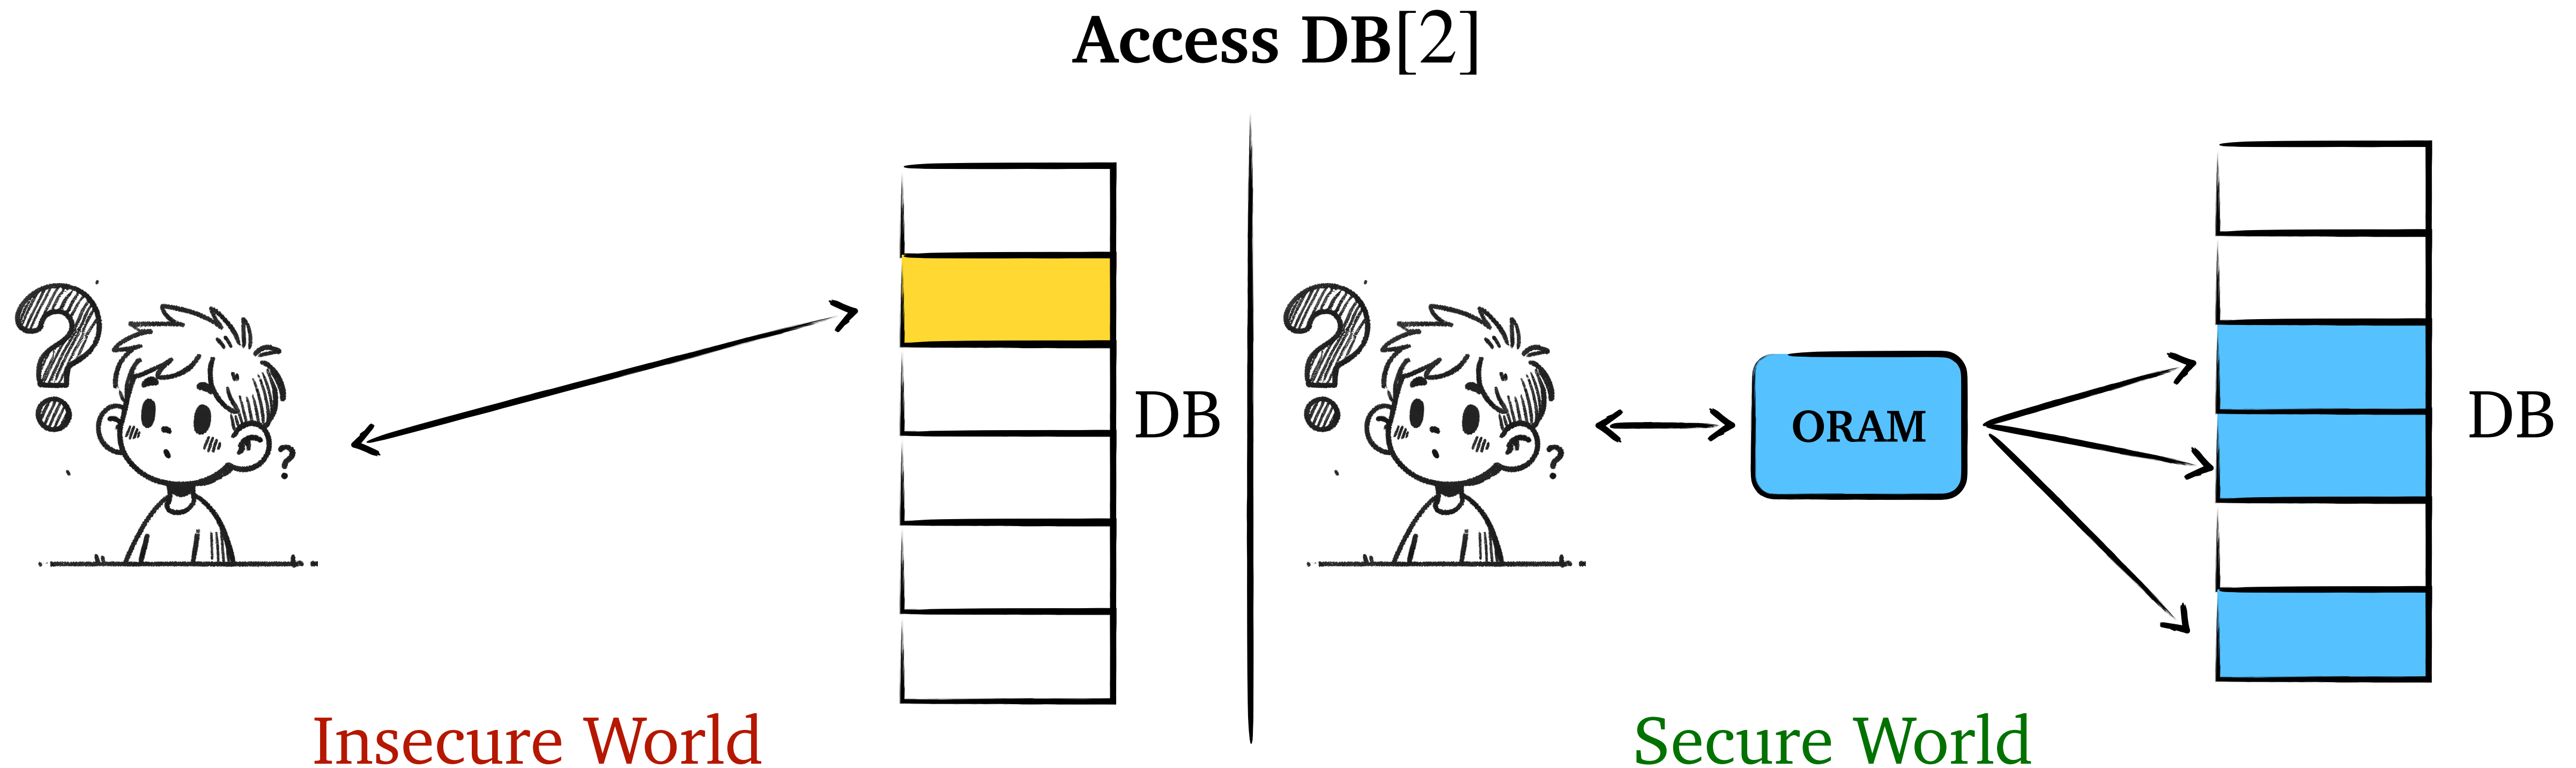 Access DB[2]
DB
ORAM
DB
Insecure World
Secure World